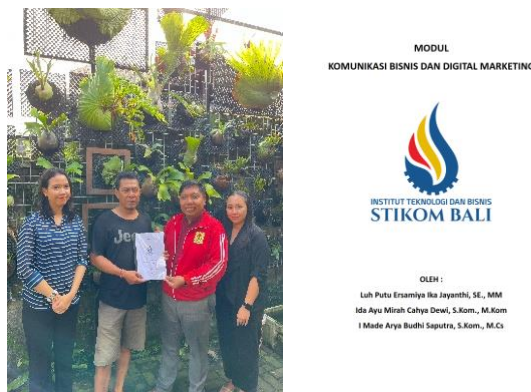 Jeep
MODUL
KOMUNIKASI BISNIS DAN DIGITAL MARKETING
INSTITUT TEKNOLOGI DAN BISNIS
STIKOM BALI
OLEH :
Luh Putu Ersamiya Ika Jayanthi, SE., MM
Ida Ayu Mirah Cahya Dewi, S.Kom., M.Kom
I Made Arya Budhi Saputra, S.Kom., M.Cs